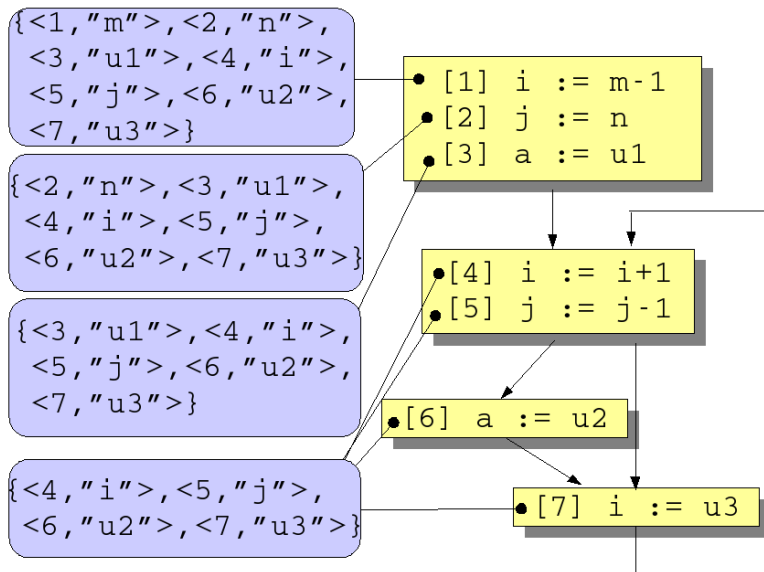 {<1,"m">,<2,"n">,
<3,"u1">,<4,"i">,
<5,"j">,<6,"u2">,
<7,"u3">}
{<2,"n">,<3,"u1">,
<4,"i">,<5,"j">,
<6,"u2">,<7,"u3">}
{<3,"u1">,<4,"i">,
<5,"j">,<6,"u2">,
<7,"u3">}
{<4,"i">,<5,"j">,
<6,"u2">,<7,"u3">}
[1] i := m-1
[2] j := n
[3] a := u1
[4] i := i+1
[5] j := j-1
[6] a := u2
[7] i := u3